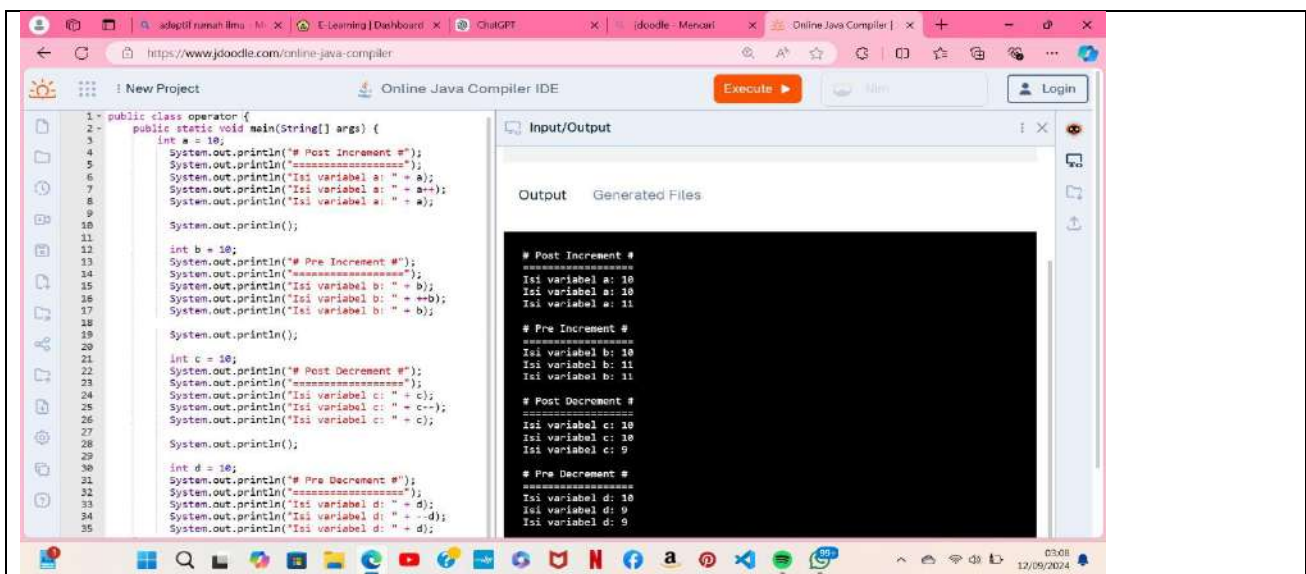 adaptif rumah ilmu - M
E-Learning | Dashboard
ChatGPT
jdoodle - Mencari
Online Java Compiler |
https://www.jdoodle.com/online-java-compiler
New Project
Online Java Compiler IDE
Execute
Login
1 public class operator {
2 public static void main(String[] args) {
3 int a = 10;
4 System.out.println("# Post Increment #");
5 System.out.println("==================");
6 System.out.println("Isi variabel a: " + a);
7 System.out.println("Isi variabel a: " + a++);
8 System.out.println("Isi variabel a: " + a);
9
10 System.out.println();
11
12 int b = 10;
13 System.out.println("# Pre Increment #");
14 System.out.println("==================");
15 System.out.println("Isi variabel b: " + b);
16 System.out.println("Isi variabel b: " + ++b);
17 System.out.println("Isi variabel b: " + b);
18
19 System.out.println();
20
21 int c = 10;
22 System.out.println("# Post Decrement #");
23 System.out.println("==================");
24 System.out.println("Isi variabel c: " + c);
25 System.out.println("Isi variabel c: " + c--);
26 System.out.println("Isi variabel c: " + c);
27
28 System.out.println();
29
30 int d = 10;
31 System.out.println("# Pre Decrement #");
32 System.out.println("==================");
33 System.out.println("Isi variabel d: " + d);
34 System.out.println("Isi variabel d: " + --d);
35 System.out.println("Isi variabel d: " + d);
Input/Output
Output Generated Files
# Post Increment #
==================
Isi variabel a: 10
Isi variabel a: 10
Isi variabel a: 11
# Pre Increment #
==================
Isi variabel b: 10
Isi variabel b: 11
Isi variabel b: 11
# Post Decrement #
==================
Isi variabel c: 10
Isi variabel c: 10
Isi variabel c: 9
# Pre Decrement #
==================
Isi variabel d: 10
Isi variabel d: 9
Isi variabel d: 9
99+
03:08
12/09/2024